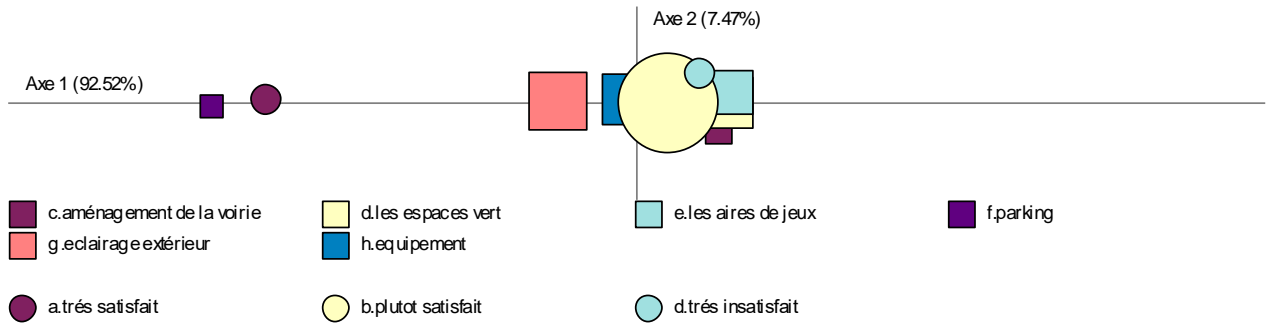 Axe 2 (7.47%)
Axe 1 (92.52%)
c.aménagement de la voirie
d.les espaces vert
e.les aires de jeux
f.parking
g.eclairage extérieur
h.equipement
a.trés satisfait
b.plutot satisfait
d.trés insatisfait